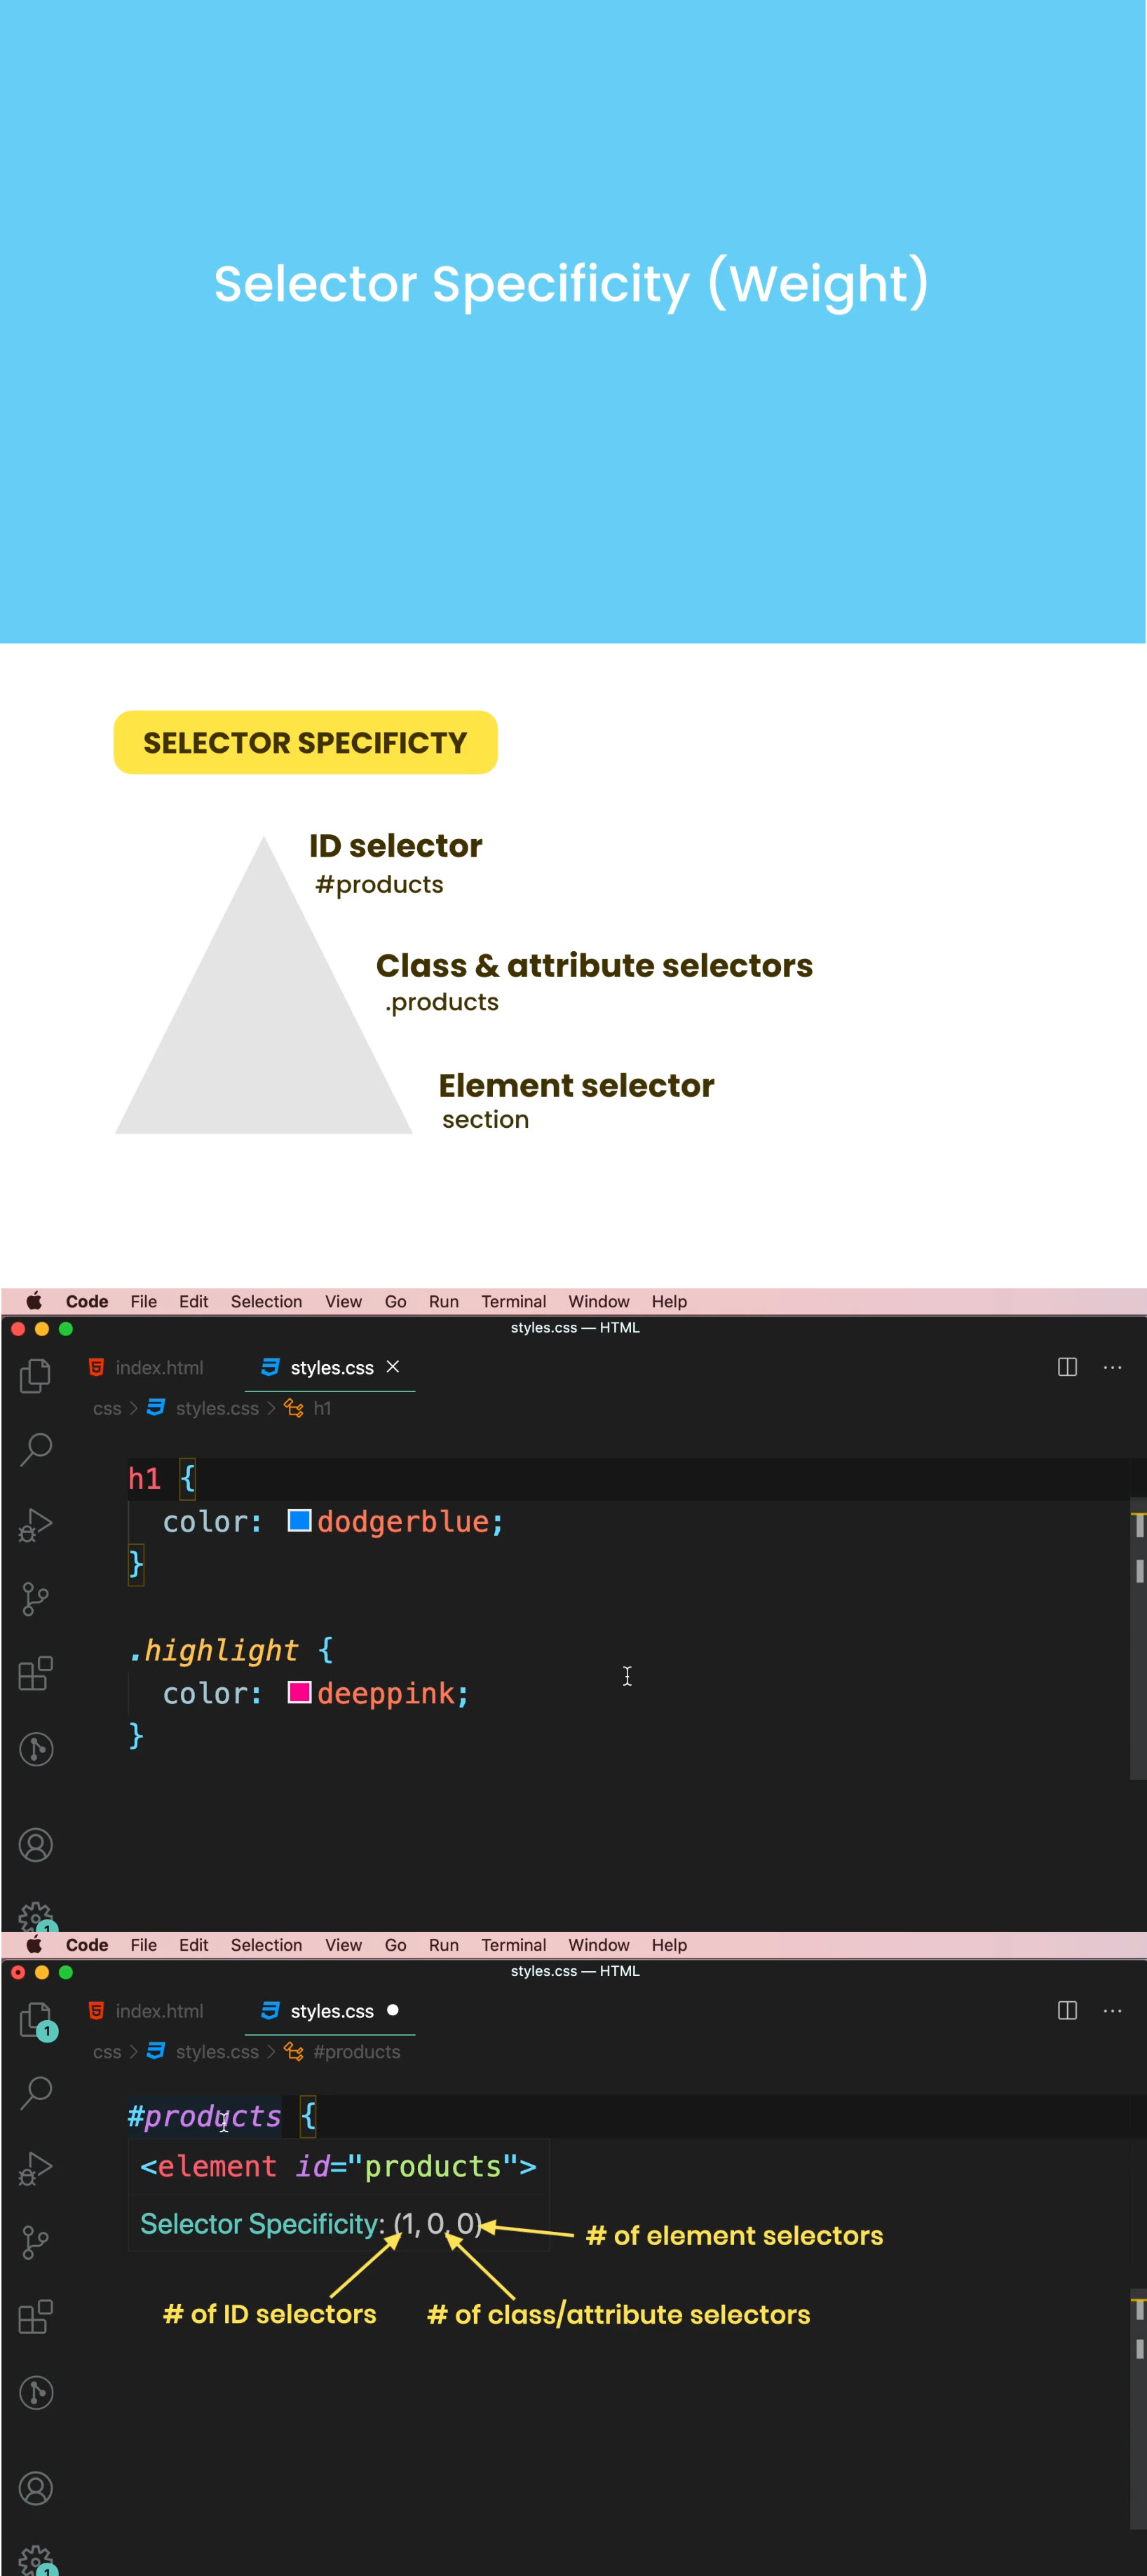 Selector Specificity (Weight)
SELECTOR SPECIFICTY
ID selector
#products
Class & attribute selectors
.products
Element selector
section
Code File Edit Selection View Go Run Terminal Window Help
styles.css — HTML
index.html styles.css
css > styles.css > h1
h1 {
color: dodgerblue;
}
.highlight {
color: deeppink;
}
1
Code File Edit Selection View Go Run Terminal Window Help
styles.css — HTML
index.html styles.css
1
css > styles.css > #products
#products {
<element id="products">
Selector Specificity: (1, 0, 0)
# of element selectors
# of ID selectors # of class/attribute selectors
1